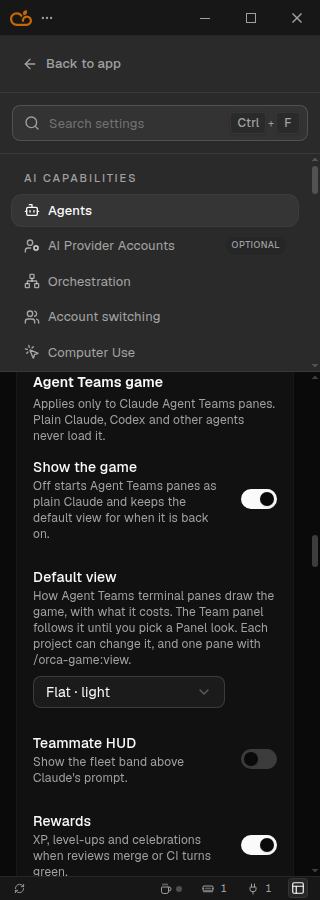 Back to app
Search settings
Ctrl + F
AI CAPABILITIES
Agents
AI Provider Accounts OPTIONAL
Orchestration
Account switching
Computer Use
Agent Teams game
Applies only to Claude Agent Teams panes.
Plain Claude, Codex and other agents
never load it.
Show the game
Off starts Agent Teams panes as
plain Claude and keeps the
default view for when it is back
on.
Default view
How Agent Teams terminal panes draw the
game, with what it costs. The Team panel
follows it until you pick a Panel look. Each
project can change it, and one pane with
/orca-game:view.
Flat · light
Teammate HUD
Show the fleet band above
Claude's prompt.
Rewards
XP, level-ups and celebrations
when reviews merge or CI turns
green.
1 1